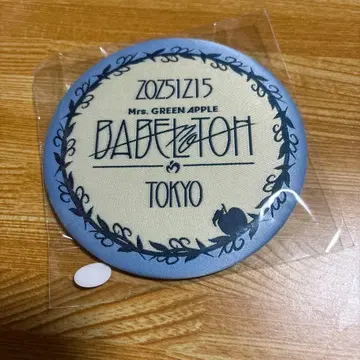 20251215
Mrs. GREEN APPLE
BABEL no TOH
TOKYO